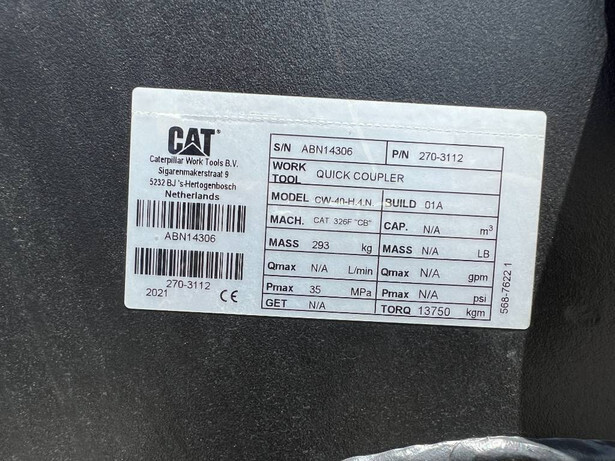 CAT
Caterpillar Work Tools B.V.
Sigarenmakerstraat 9
5232 BJ 's-Hertogenbosch
Netherlands
ABN14306
270-3112
2021 CE
S/N ABN14306 P/N 270-3112
WORK TOOL QUICK COUPLER
MODEL CW-40-H.4.N. BUILD 01A
MACH. CAT 326F "CB" CAP. N/A m³
MASS 293 kg MASS N/A LB
Qmax N/A L/min Qmax N/A gpm
Pmax 35 MPa Pmax N/A psi
GET N/A TORQ 13750 kgm
568-7622 1